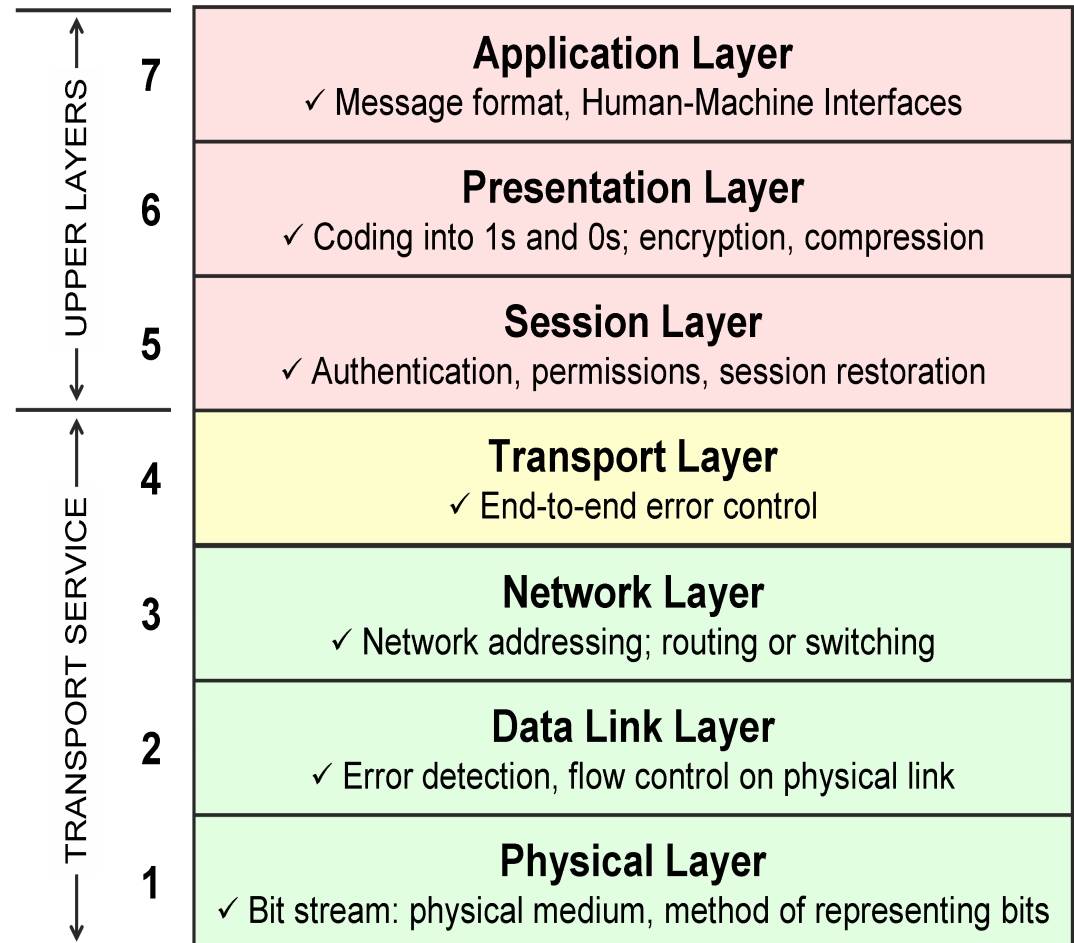 UPPER LAYERS
7
Application Layer
✓ Message format, Human-Machine Interfaces
6
Presentation Layer
✓ Coding into 1s and 0s; encryption, compression
5
Session Layer
✓ Authentication, permissions, session restoration
TRANSPORT SERVICE
4
Transport Layer
✓ End-to-end error control
3
Network Layer
✓ Network addressing; routing or switching
2
Data Link Layer
✓ Error detection, flow control on physical link
1
Physical Layer
✓ Bit stream: physical medium, method of representing bits